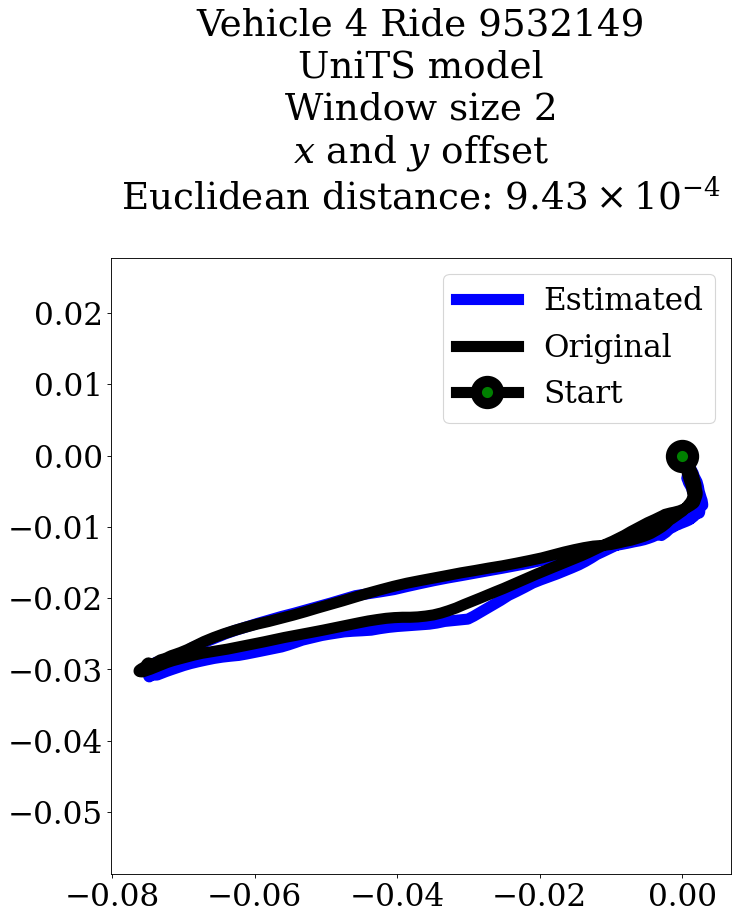 Vehicle 4 Ride 9532149
UniTS model
Window size 2
x and y offset
Euclidean distance: 9.43 × 10⁻⁴
Estimated
Original
Start
0.02
0.01
0.00
−0.01
−0.02
−0.03
−0.04
−0.05
−0.08 −0.06 −0.04 −0.02 0.00